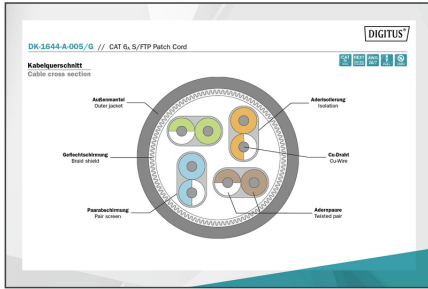 DIGITUS®
DK-1644-A-005/G // CAT 6A S/FTP Patch Cord
Kabelquerschnitt
Cable cross section
Außenmantel
Outer jacket
Aderisolierung
Isolation
Geflechtschirmung
Braid shield
Cu-Draht
Cu-Wire
Paarabschirmung
Pair screen
Adernpaare
Twisted pair